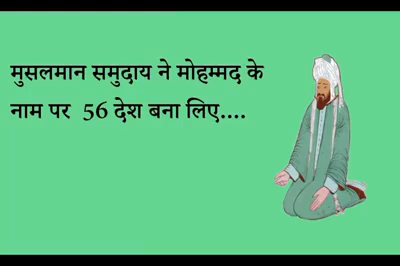 मुसलमान समुदाय ने मोहम्मद के
नाम पर 56 देश बना लिए....